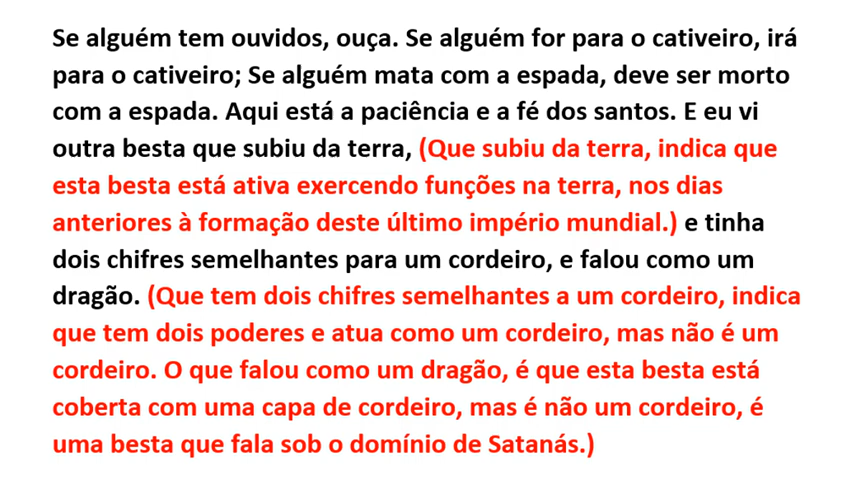 Se alguém tem ouvidos, ouça. Se alguém for para o cativeiro, irá
para o cativeiro; Se alguém mata com a espada, deve ser morto
com a espada. Aqui está a paciência e a fé dos santos. E eu vi
outra besta que subiu da terra, (Que subiu da terra, indica que
esta besta está ativa exercendo funções na terra, nos dias
anteriores à formação deste último império mundial.) e tinha
dois chifres semelhantes para um cordeiro, e falou como um
dragão. (Que tem dois chifres semelhantes a um cordeiro, indica
que tem dois poderes e atua como um cordeiro, mas não é um
cordeiro. O que falou como um dragão, é que esta besta está
coberta com uma capa de cordeiro, mas é não um cordeiro, é
uma besta que fala sob o domínio de Satanás.)